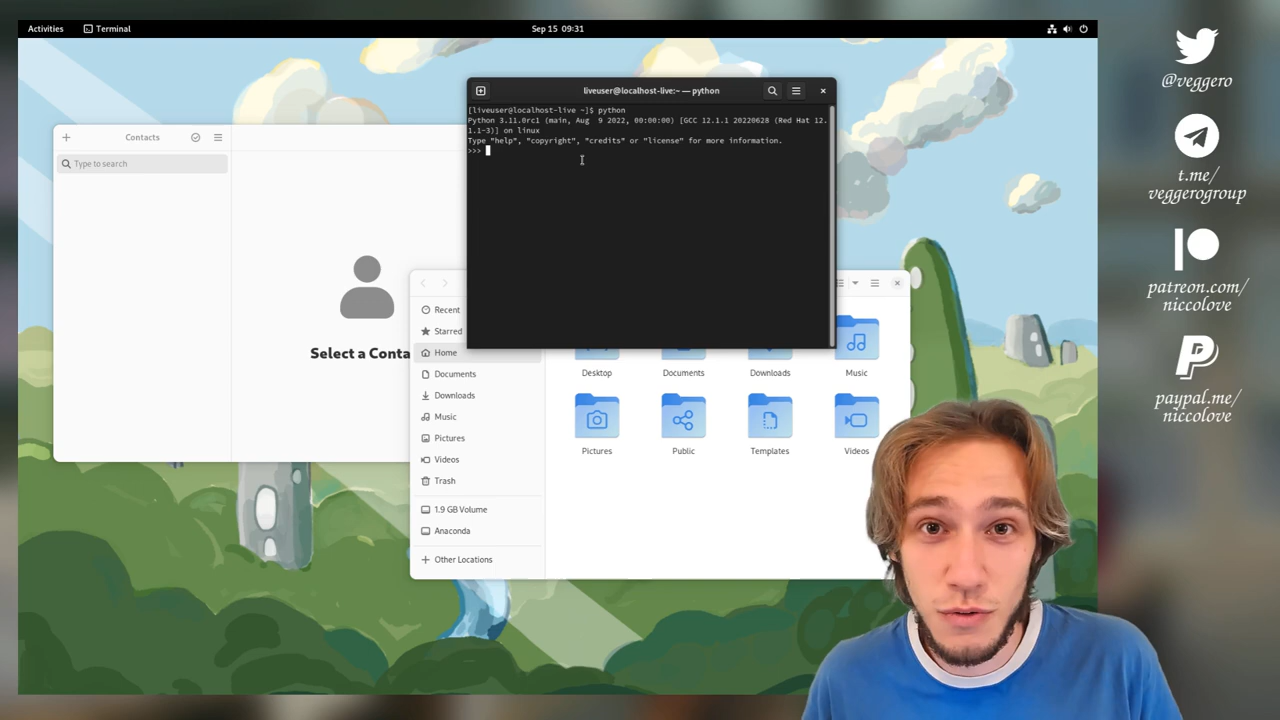 Activities
Terminal
Sep 15 09:31
@veggero
t.me/
veggerogroup
patreon.com/
niccolove
paypal.me/
niccolove
liveuser@localhost-live:~ — python
[liveuser@localhost-live ~]$ python
Python 3.11.0rc1 (main, Aug  9 2022, 00:00:00) [GCC 12.1.1 20220628 (Red Hat 12.
1.1-3)] on linux
Type "help", "copyright", "credits" or "license" for more information.
>>>
Contacts
Type to search
Select a Conta
Recent
Starred
Home
Documents
Downloads
Music
Pictures
Videos
Trash
1.9 GB Volume
Anaconda
Other Locations
Desktop
Documents
Downloads
Music
Pictures
Public
Templates
Videos